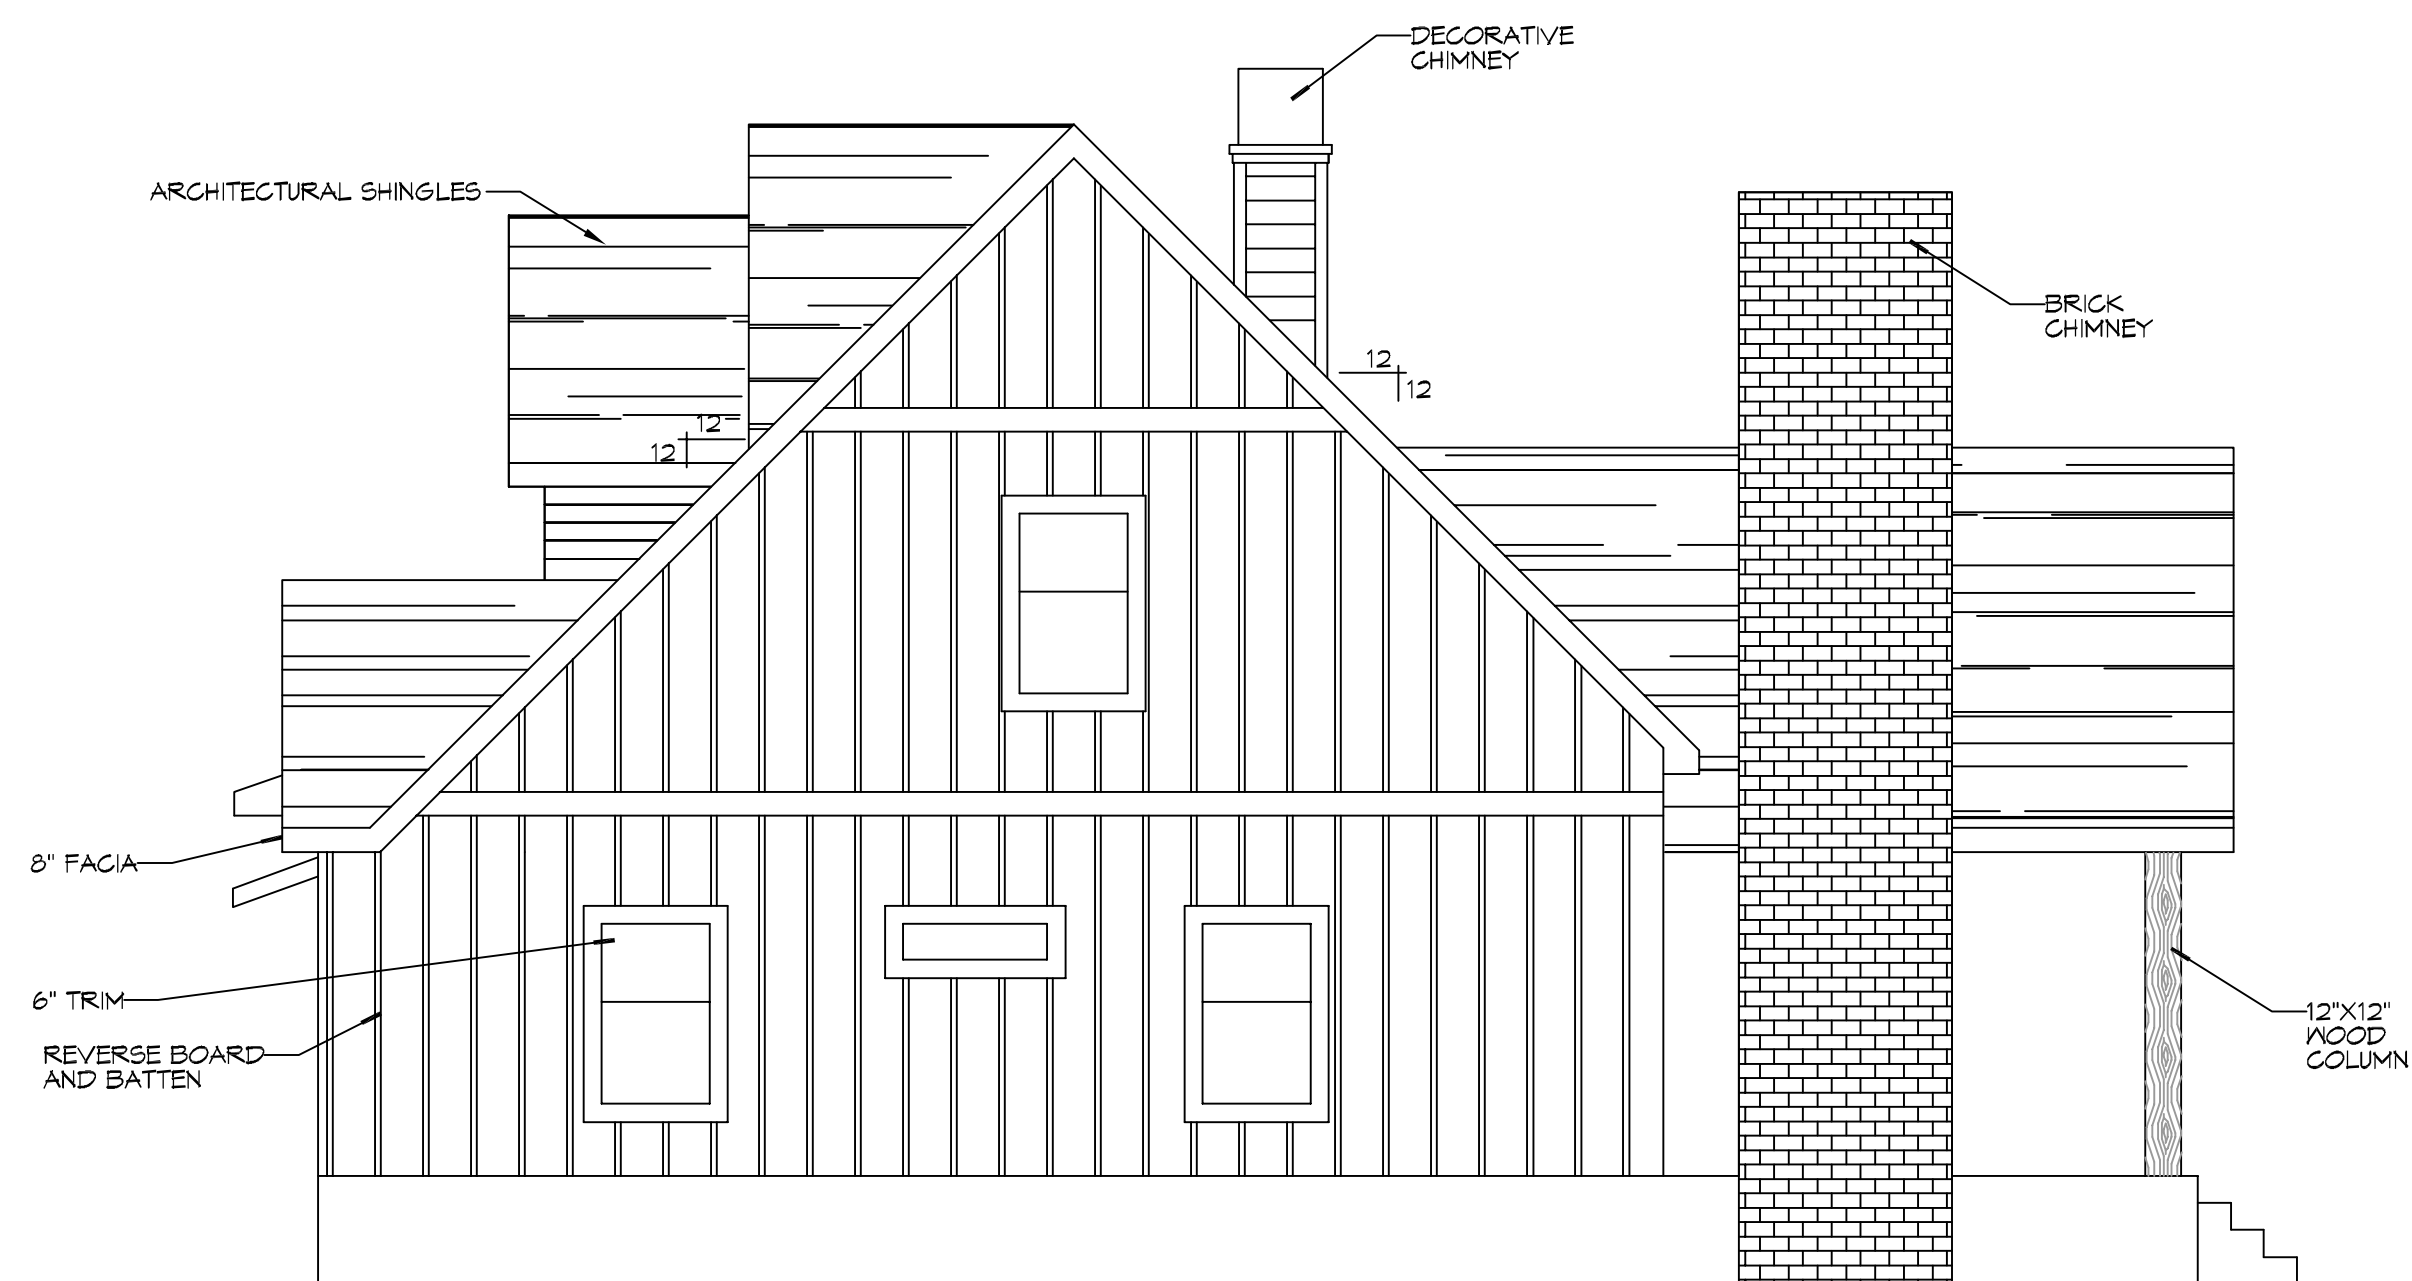 DECORATIVE
CHIMNEY
ARCHITECTURAL SHINGLES
BRICK
CHIMNEY
12
12
12
12
8" FACIA
6" TRIM
REVERSE BOARD
AND BATTEN
12"X12"
WOOD
COLUMN